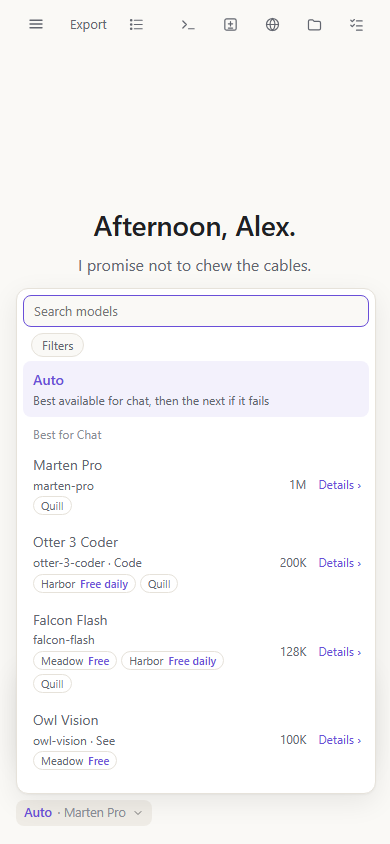 Export
Afternoon, Alex.
I promise not to chew the cables.
Search models
Filters
Auto
Best available for chat, then the next if it fails
Best for Chat
Marten Pro
marten-pro
1M Details ›
Quill
Otter 3 Coder
otter-3-coder · Code
200K Details ›
Harbor Free daily Quill
Falcon Flash
falcon-flash
128K Details ›
Meadow Free Harbor Free daily
Quill
Owl Vision
owl-vision · See
100K Details ›
Meadow Free
Auto · Marten Pro